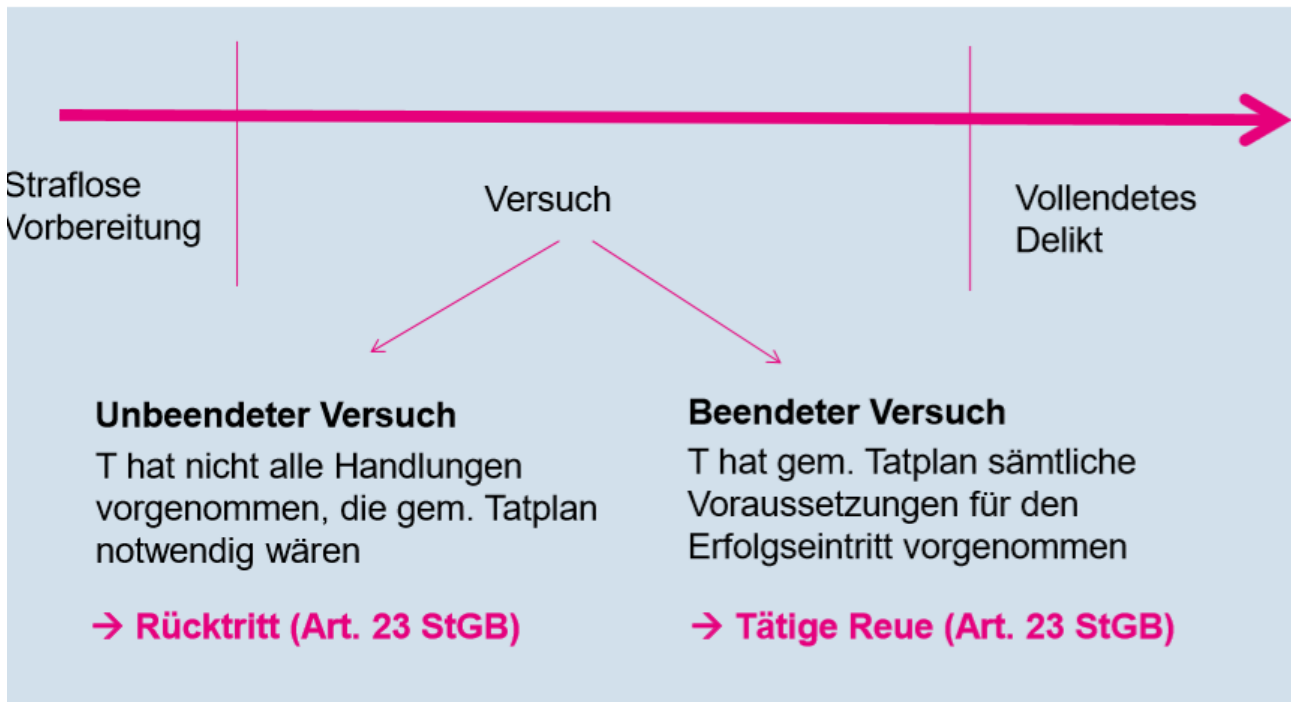 Straflose
Vorbereitung
Versuch
Vollendetes
Delikt
Unbeendeter Versuch
T hat nicht alle Handlungen
vorgenommen, die gem. Tatplan
notwendig wären
→ Rücktritt (Art. 23 StGB)
Beendeter Versuch
T hat gem. Tatplan sämtliche
Voraussetzungen für den
Erfolgseintritt vorgenommen
→ Tätige Reue (Art. 23 StGB)